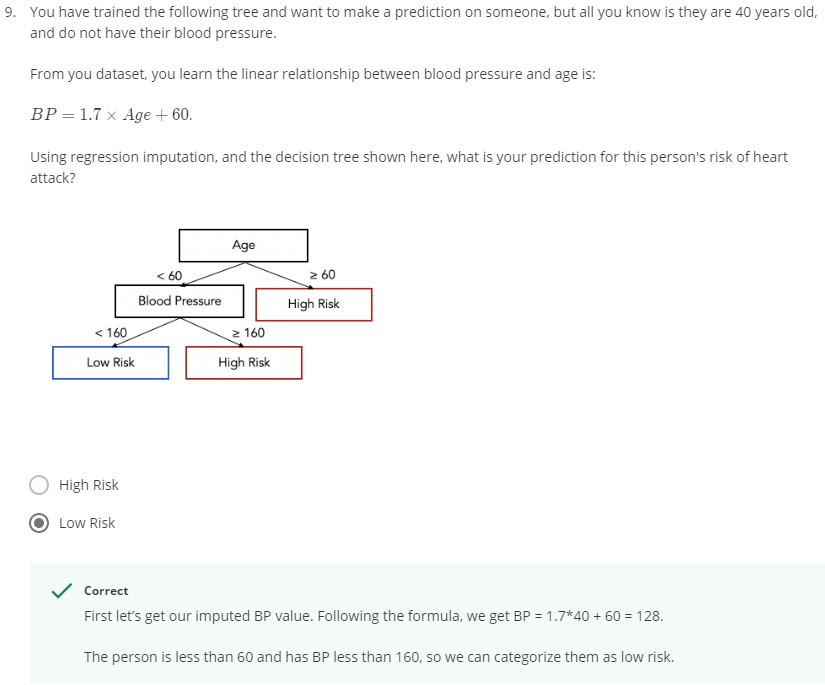 9. You have trained the following tree and want to make a prediction on someone, but all you know is they are 40 years old,
and do not have their blood pressure.
From you dataset, you learn the linear relationship between blood pressure and age is:
BP = 1.7 × Age + 60.
Using regression imputation, and the decision tree shown here, what is your prediction for this person's risk of heart
attack?
Age
< 60
≥ 60
Blood Pressure
High Risk
< 160
≥ 160
Low Risk
High Risk
High Risk
Low Risk
Correct
First let's get our imputed BP value. Following the formula, we get BP = 1.7*40 + 60 = 128.
The person is less than 60 and has BP less than 160, so we can categorize them as low risk.